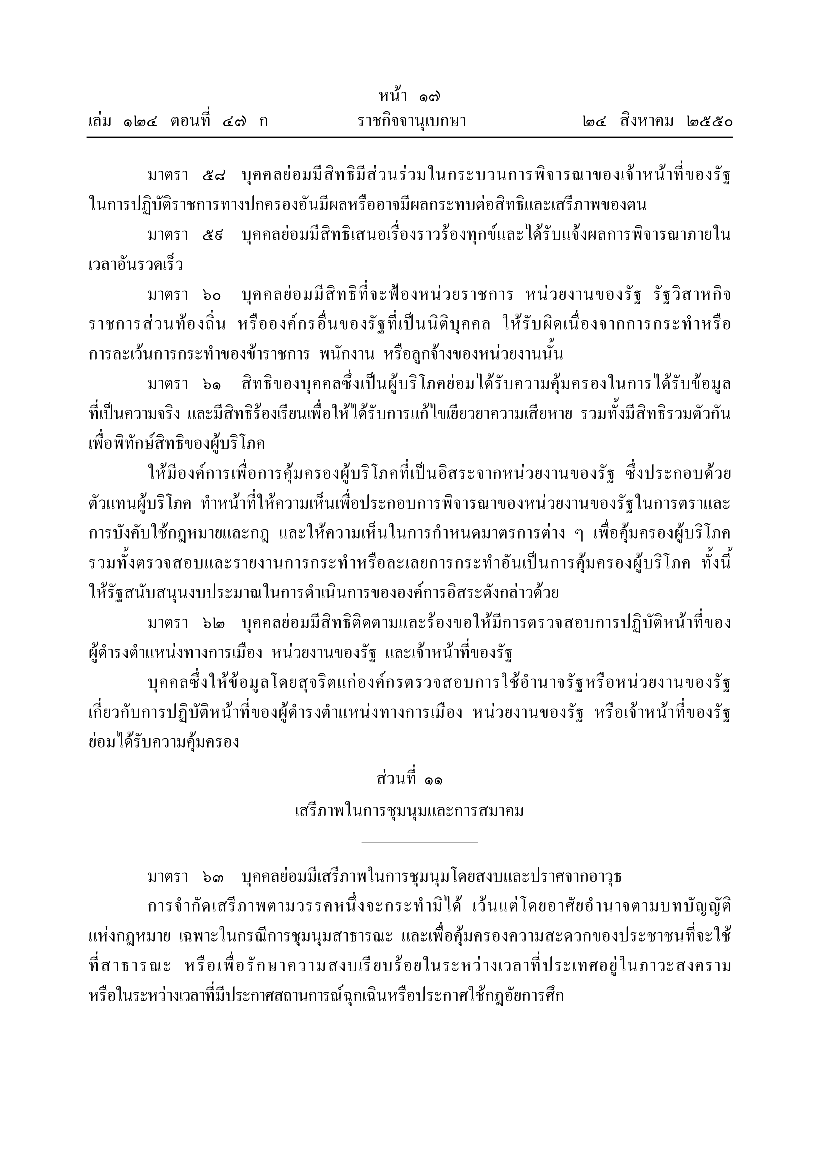 หน้า ๑๗
เล่ม ๑๒๔ ตอนที่ ๔๗ ก ราชกิจจานุเบกษา ๒๔ สิงหาคม ๒๕๕๐
มาตรา ๕๘ บุคคลย่อมมีสิทธิมีส่วนร่วมในกระบวนการพิจารณาของเจ้าหน้าที่ของรัฐ
ในการปฏิบัติราชการทางปกครองอันมีผลหรืออาจมีผลกระทบต่อสิทธิและเสรีภาพของตน
มาตรา ๕๙ บุคคลย่อมมีสิทธิเสนอเรื่องราวร้องทุกข์และได้รับแจ้งผลการพิจารณาภายใน
เวลาอันรวดเร็ว
มาตรา ๖๐ บุคคลย่อมมีสิทธิที่จะฟ้องหน่วยราชการ หน่วยงานของรัฐ รัฐวิสาหกิจ
ราชการส่วนท้องถิ่น หรือองค์กรอื่นของรัฐที่เป็นนิติบุคคล ให้รับผิดเนื่องจากการกระทำหรือ
การละเว้นการกระทำของข้าราชการ พนักงาน หรือลูกจ้างของหน่วยงานนั้น
มาตรา ๖๑ สิทธิของบุคคลซึ่งเป็นผู้บริโภคย่อมได้รับความคุ้มครองในการได้รับข้อมูล
ที่เป็นความจริง และมีสิทธิร้องเรียนเพื่อให้ได้รับการแก้ไขเยียวยาความเสียหาย รวมทั้งมีสิทธิรวมตัวกัน
เพื่อพิทักษ์สิทธิของผู้บริโภค
ให้มีองค์การเพื่อการคุ้มครองผู้บริโภคที่เป็นอิสระจากหน่วยงานของรัฐ ซึ่งประกอบด้วย
ตัวแทนผู้บริโภค ทำหน้าที่ให้ความเห็นเพื่อประกอบการพิจารณาของหน่วยงานของรัฐในการตราและ
การบังคับใช้กฎหมายและกฎ และให้ความเห็นในการกำหนดมาตรการต่าง ๆ เพื่อคุ้มครองผู้บริโภค
รวมทั้งตรวจสอบและรายงานการกระทำหรือละเลยการกระทำอันเป็นการคุ้มครองผู้บริโภค ทั้งนี้
ให้รัฐสนับสนุนงบประมาณในการดำเนินการขององค์การอิสระดังกล่าวด้วย
มาตรา ๖๒ บุคคลย่อมมีสิทธิติดตามและร้องขอให้มีการตรวจสอบการปฏิบัติหน้าที่ของ
ผู้ดำรงตำแหน่งทางการเมือง หน่วยงานของรัฐ และเจ้าหน้าที่ของรัฐ
บุคคลซึ่งให้ข้อมูลโดยสุจริตแก่องค์กรตรวจสอบการใช้อำนาจรัฐหรือหน่วยงานของรัฐ
เกี่ยวกับการปฏิบัติหน้าที่ของผู้ดำรงตำแหน่งทางการเมือง หน่วยงานของรัฐ หรือเจ้าหน้าที่ของรัฐ
ย่อมได้รับความคุ้มครอง
ส่วนที่ ๑๑
เสรีภาพในการชุมนุมและการสมาคม
มาตรา ๖๓ บุคคลย่อมมีเสรีภาพในการชุมนุมโดยสงบและปราศจากอาวุธ
การจำกัดเสรีภาพตามวรรคหนึ่งจะกระทำมิได้ เว้นแต่โดยอาศัยอำนาจตามบทบัญญัติ
แห่งกฎหมาย เฉพาะในกรณีการชุมนุมสาธารณะ และเพื่อคุ้มครองความสะดวกของประชาชนที่จะใช้
ที่สาธารณะ หรือเพื่อรักษาความสงบเรียบร้อยในระหว่างเวลาที่ประเทศอยู่ในภาวะสงคราม
หรือในระหว่างเวลาที่มีประกาศสถานการณ์ฉุกเฉินหรือประกาศใช้กฎอัยการศึก